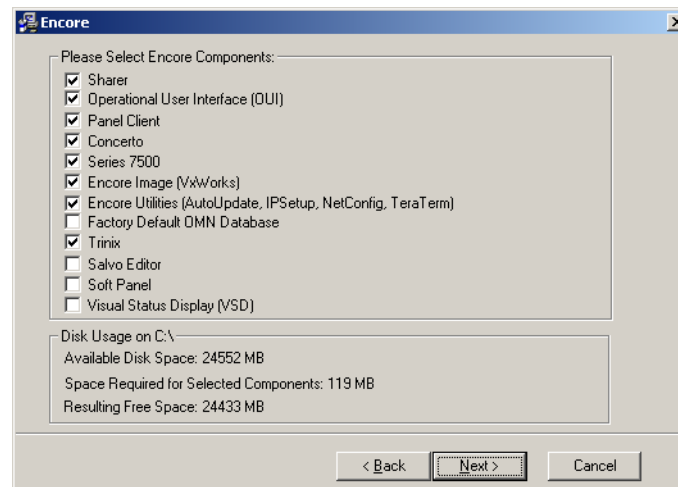 Encore
Please Select Encore Components:
Sharer
Operational User Interface (OUI)
Panel Client
Concerto
Series 7500
Encore Image (VxWorks)
Encore Utilities (AutoUpdate, IPSetup, NetConfig, TeraTerm)
Factory Default OMN Database
Trinix
Salvo Editor
Soft Panel
Visual Status Display (VSD)
Disk Usage on C:\
Available Disk Space: 24552 MB
Space Required for Selected Components: 119 MB
Resulting Free Space: 24433 MB
< Back Next > Cancel